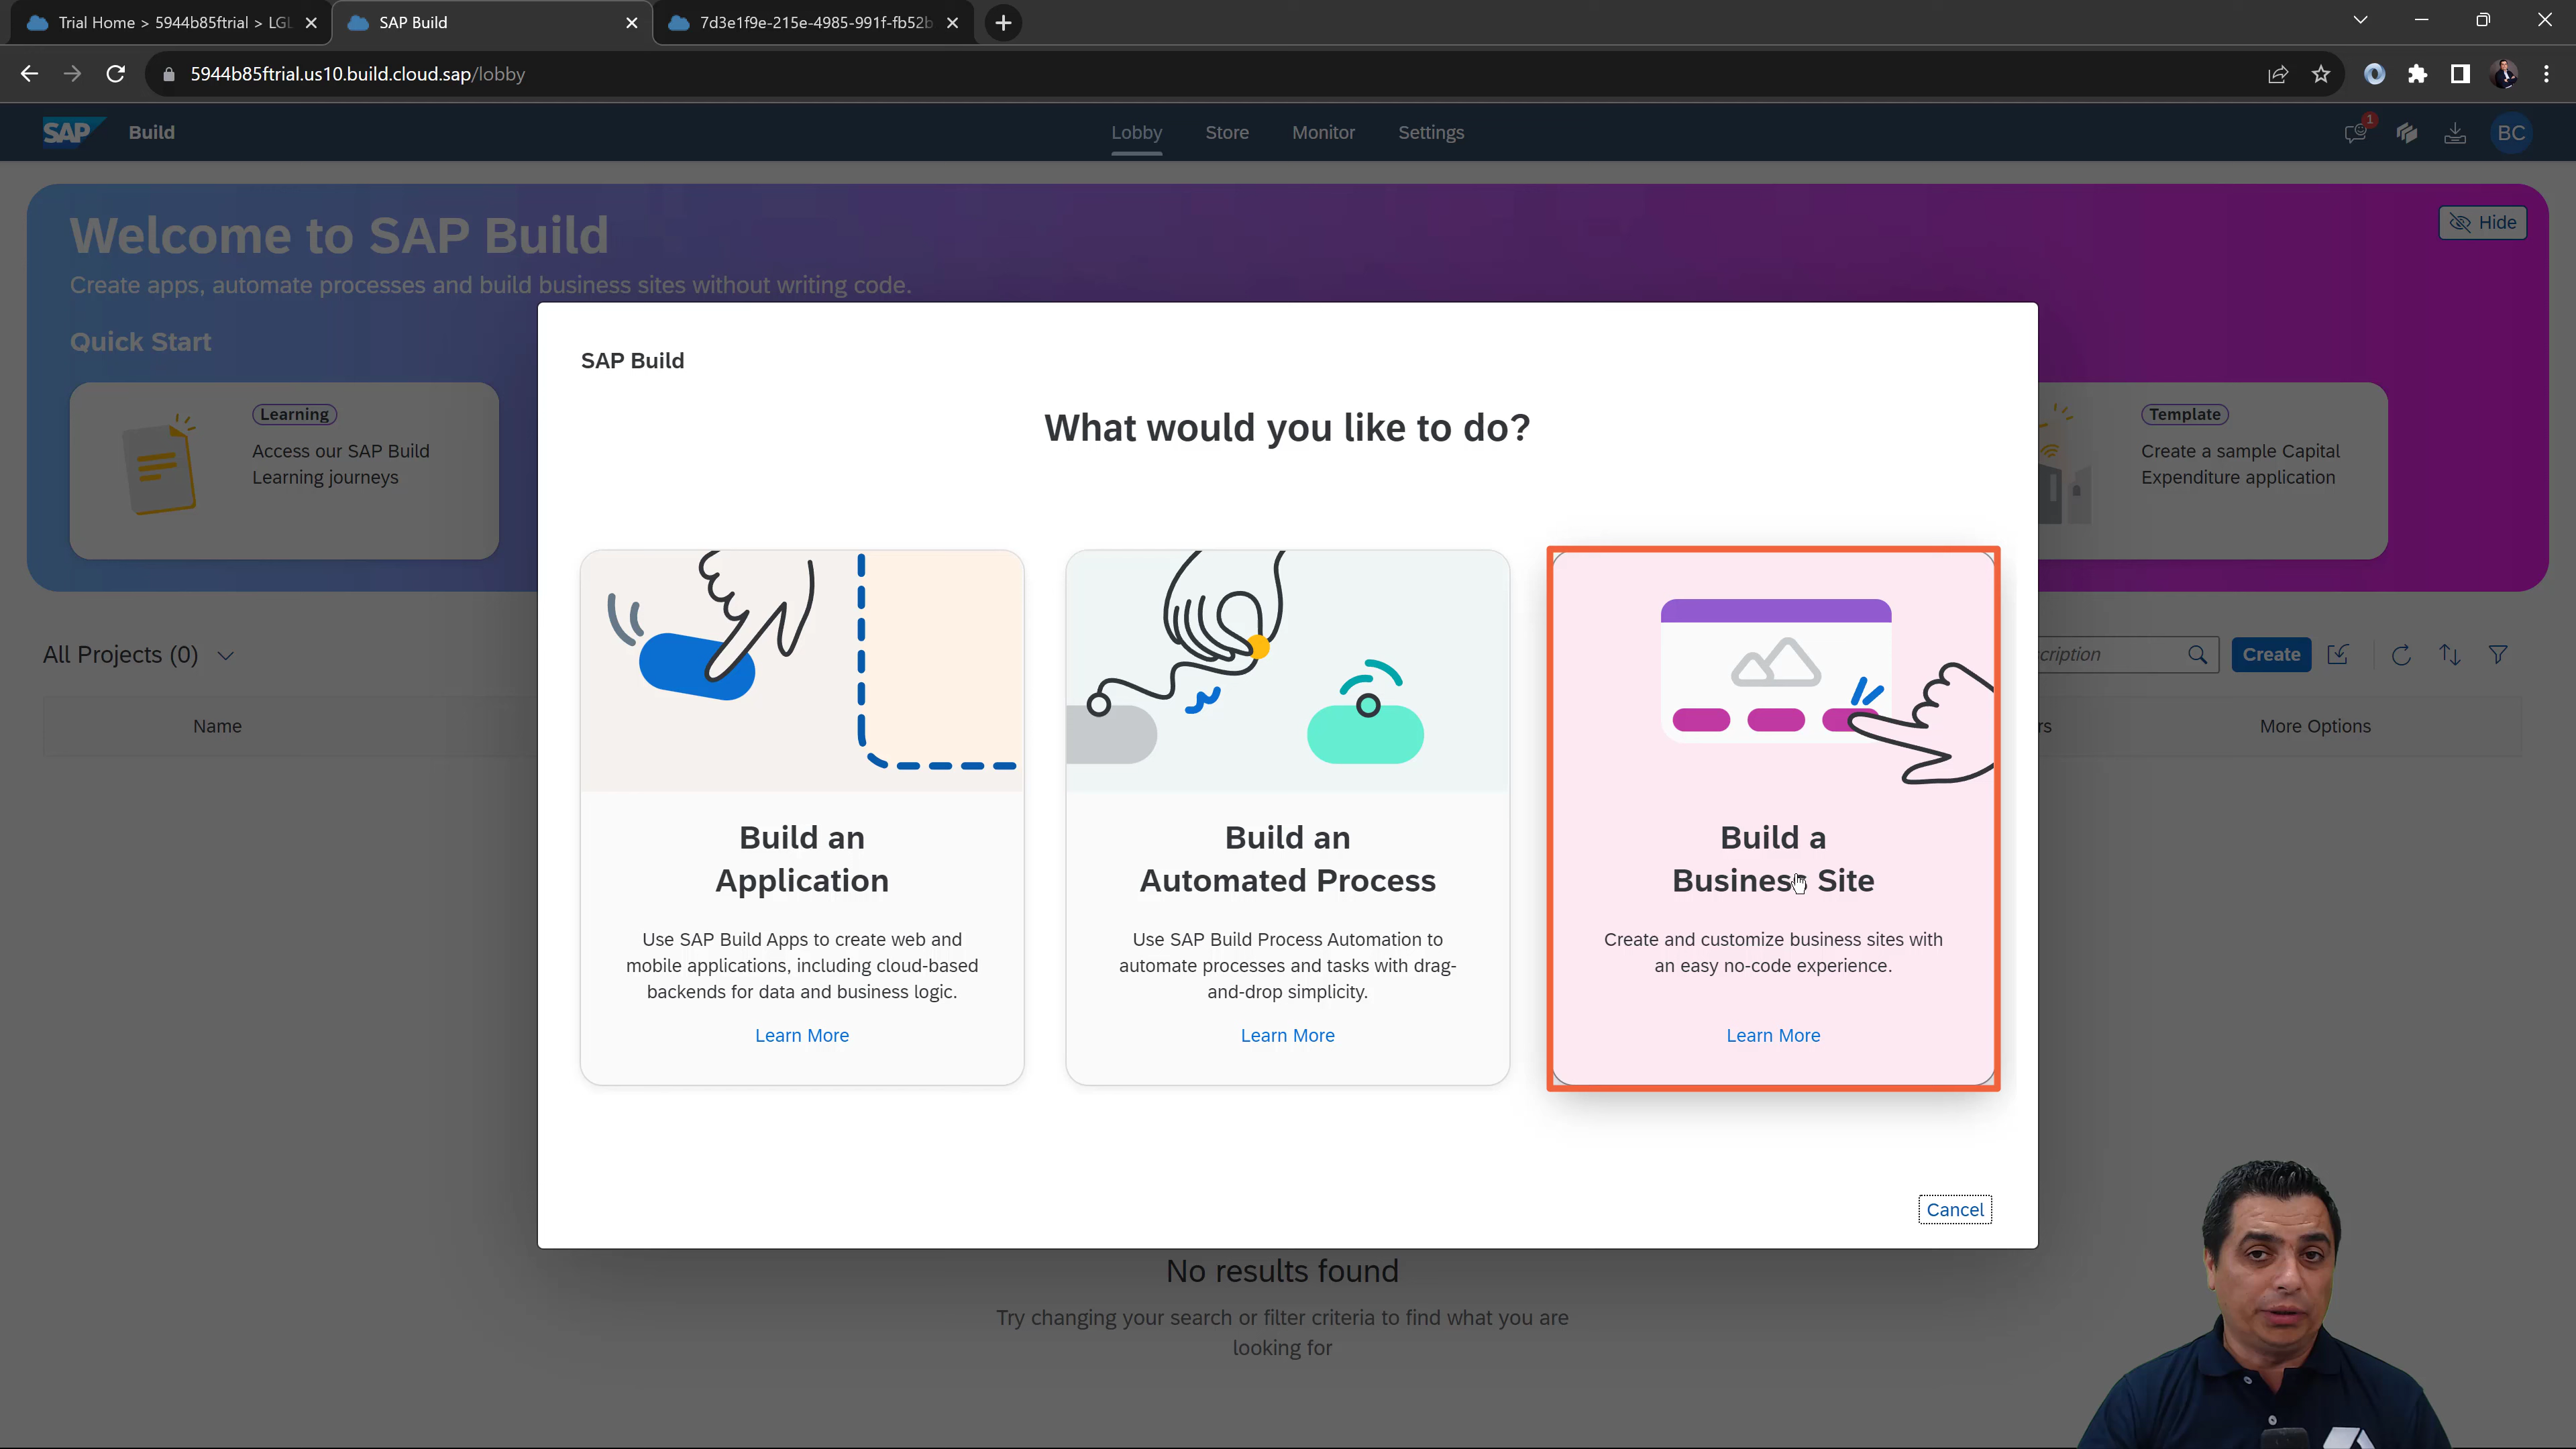 Trial Home > 5944b85ftrial > LGL
SAP Build
7d3e1f9e-215e-4985-991f-fb52b
5944b85ftrial.us10.build.cloud.sap/lobby
SAP Build
Lobby
Store
Monitor
Settings
1
BC
Welcome to SAP Build
Hide
Create apps, automate processes and build business sites without writing code.
Quick Start
Learning
Access our SAP Build
Learning journeys
Template
Create a sample Capital
Expenditure application
SAP Build
What would you like to do?
Build an
Application
Use SAP Build Apps to create web and
mobile applications, including cloud-based
backends for data and business logic.
Learn More
Build an
Automated Process
Use SAP Build Process Automation to
automate processes and tasks with drag-
and-drop simplicity.
Learn More
Build a
Business Site
Create and customize business sites with
an easy no-code experience.
Learn More
Cancel
All Projects (0)
cription
Create
Name
rs
More Options
No results found
Try changing your search or filter criteria to find what you are
looking for